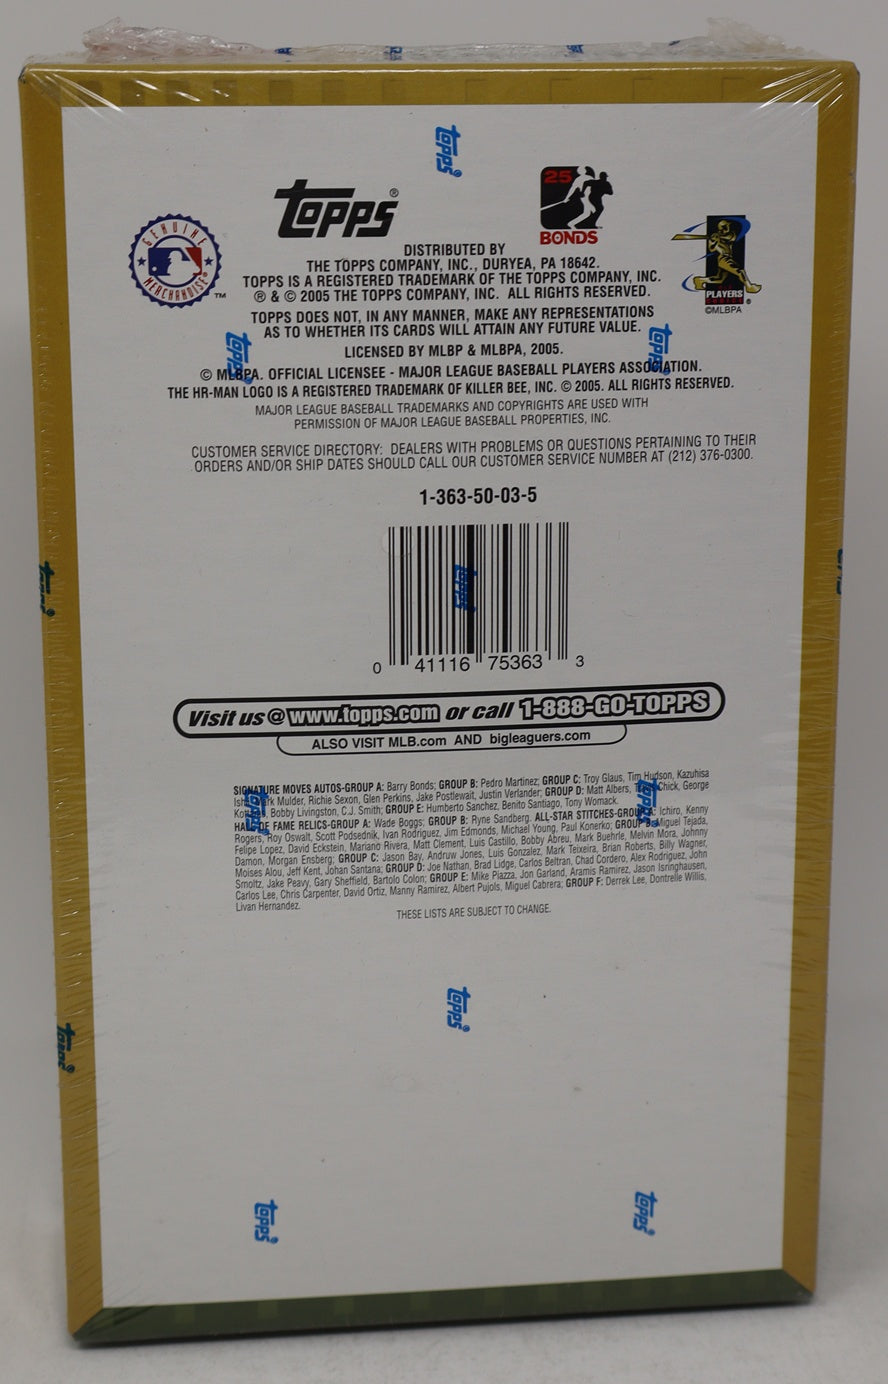 Topps®
25
BONDS
GENUINE MERCHANDISE ™
PLAYERS
CHOICE ®
©MLBPA
DISTRIBUTED BY
THE TOPPS COMPANY, INC., DURYEA, PA 18642.
TOPPS IS A REGISTERED TRADEMARK OF THE TOPPS COMPANY, INC.
® & © 2005 THE TOPPS COMPANY, INC. ALL RIGHTS RESERVED.
TOPPS DOES NOT, IN ANY MANNER, MAKE ANY REPRESENTATIONS
AS TO WHETHER ITS CARDS WILL ATTAIN ANY FUTURE VALUE.
LICENSED BY MLBP & MLBPA, 2005.
© MLBPA. OFFICIAL LICENSEE - MAJOR LEAGUE BASEBALL PLAYERS ASSOCIATION.
THE HR-MAN LOGO IS A REGISTERED TRADEMARK OF KILLER BEE, INC. © 2005. ALL RIGHTS RESERVED.
MAJOR LEAGUE BASEBALL TRADEMARKS AND COPYRIGHTS ARE USED WITH
PERMISSION OF MAJOR LEAGUE BASEBALL PROPERTIES, INC.
CUSTOMER SERVICE DIRECTORY: DEALERS WITH PROBLEMS OR QUESTIONS PERTAINING TO THEIR
ORDERS AND/OR SHIP DATES SHOULD CALL OUR CUSTOMER SERVICE NUMBER AT (212) 376-0300.
1-363-50-03-5
0 41116 75363 3
Visit us @ www.topps.com or call 1-888-GO-TOPPS
ALSO VISIT MLB.com AND bigleaguers.com
SIGNATURE MOVES AUTOS-GROUP A: Barry Bonds; GROUP B: Pedro Martinez; GROUP C: Troy Glaus, Tim Hudson, Kazuhisa
Mulder, Richie Sexon, Glen Perkins, Jake Postlewait, Justin Verlander; GROUP D: Matt Albers, Chick, George
Bobby Livingston, C.J. Smith; GROUP E: Humberto Sanchez, Benito Santiago, Tony Womack.
HALL OF FAME RELICS-GROUP A: Wade Boggs; GROUP B: Ryne Sandberg. ALL-STAR STITCHES-GROUP A: Ichiro, Kenny
Rogers, Roy Oswalt, Scott Podsednik, Ivan Rodriguez, Jim Edmonds, Michael Young, Paul Konerko; GROUP B: Miguel Tejada,
Felipe Lopez, David Eckstein, Mariano Rivera, Matt Clement, Luis Castillo, Bobby Abreu, Mark Buehrle, Melvin Mora, Johnny
Damon, Morgan Ensberg; GROUP C: Jason Bay, Andruw Jones, Luis Gonzalez, Mark Teixeira, Brian Roberts, Billy Wagner,
Moises Alou, Jeff Kent, Johan Santana; GROUP D: Joe Nathan, Brad Lidge, Carlos Beltran, Chad Cordero, Alex Rodriguez, John
Smoltz, Jake Peavy, Gary Sheffield, Bartolo Colon; GROUP E: Mike Piazza, Jon Garland, Aramis Ramirez, Jason Isringhausen,
Carlos Lee, Chris Carpenter, David Ortiz, Manny Ramirez, Albert Pujols, Miguel Cabrera; GROUP F: Derrek Lee, Dontrelle Willis,
Livan Hernandez.
THESE LISTS ARE SUBJECT TO CHANGE.
topps®
topps®
topps®
topps®
topps®
topps®
topps®
topps®
topps®
topps®
topps®